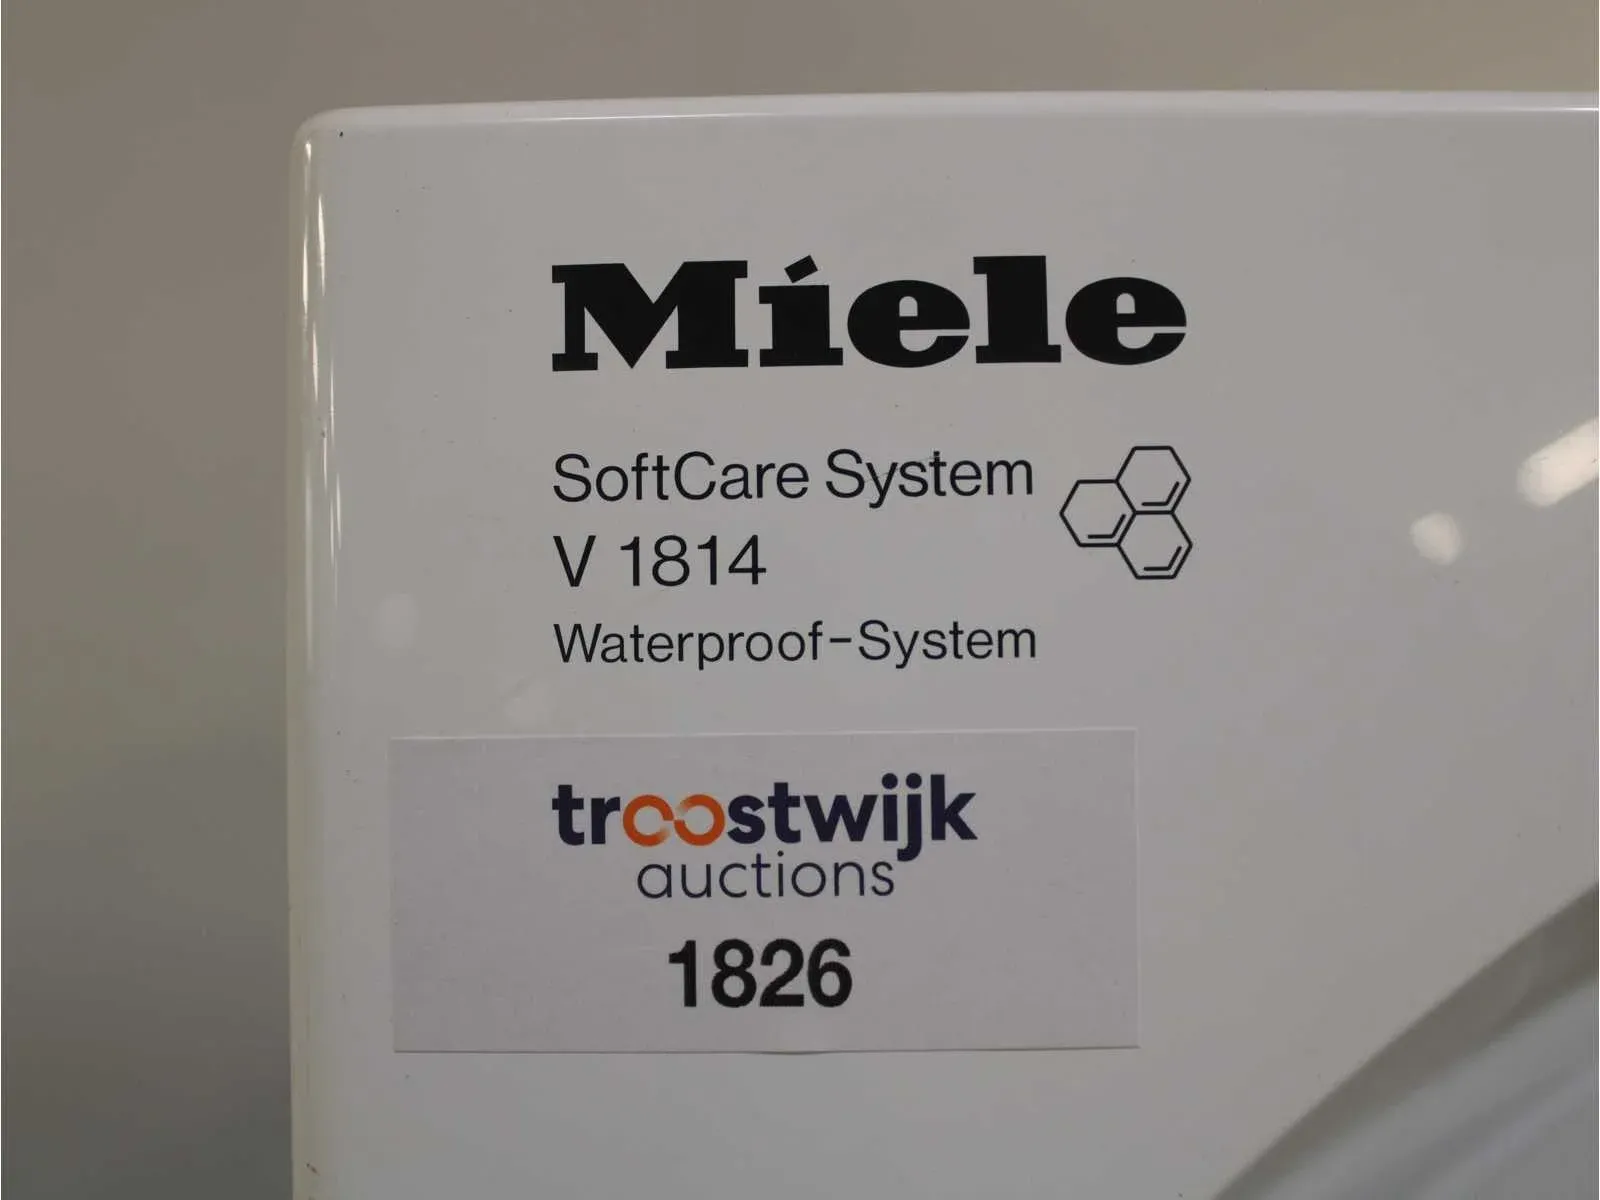 Miele
SoftCare System
V 1814
Waterproof-System
troostwijk
auctions
1826